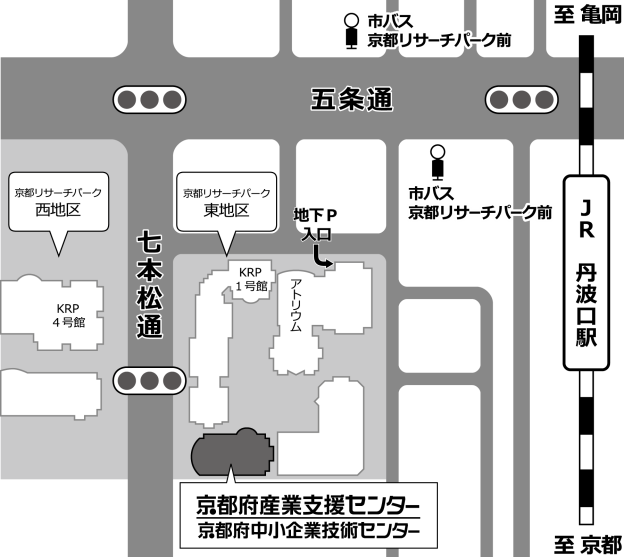 至 亀岡
市バス
京都リサーチパーク前
五条通
市バス
京都リサーチパーク前
京都リサーチパーク
西地区
京都リサーチパーク
東地区
地下P
入口
七本松通
JR 丹波口駅
KRP
1号館
アトリウム
KRP
4号館
京都府産業支援センター
京都府中小企業技術センター
至 京都